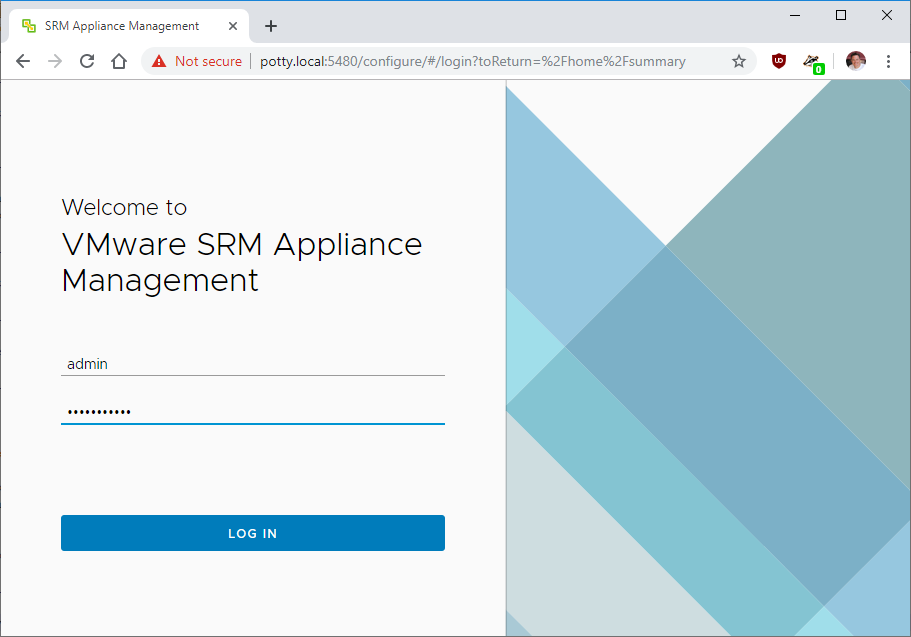 SRM Appliance Management
Not secure
potty.local:5480/configure/#/login?toReturn=%2Fhome%2Fsummary
UD
0
Welcome to
VMware SRM Appliance
Management
admin
•••••••••••
LOG IN